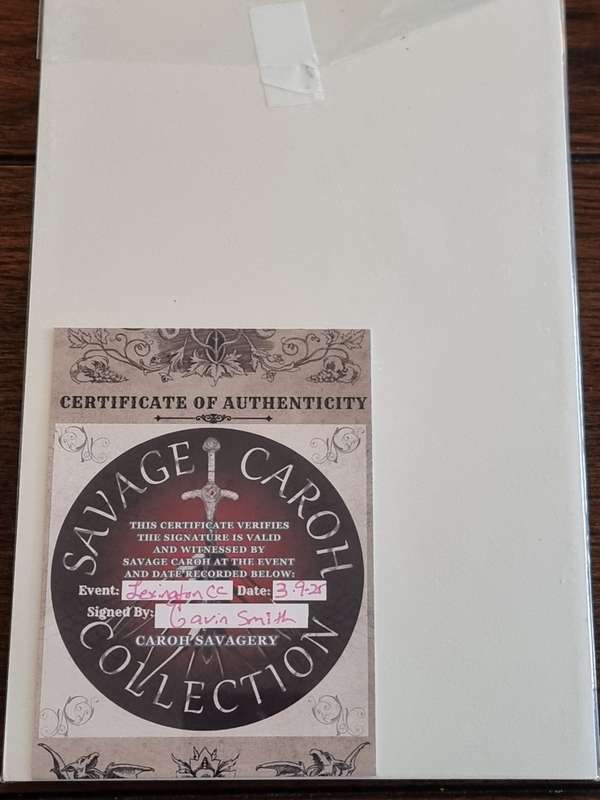 CERTIFICATE OF AUTHENTICITY
SAVAGE CAROH
THIS CERTIFICATE VERIFIES
THE SIGNATURE IS VALID
AND WITNESSED BY
SAVAGE CAROH AT THE EVENT
AND DATE RECORDED BELOW:
Event: Lexington CC Date: 3-9-25
Signed By: Gavin Smith
CAROH SAVAGERY
COLLECTION